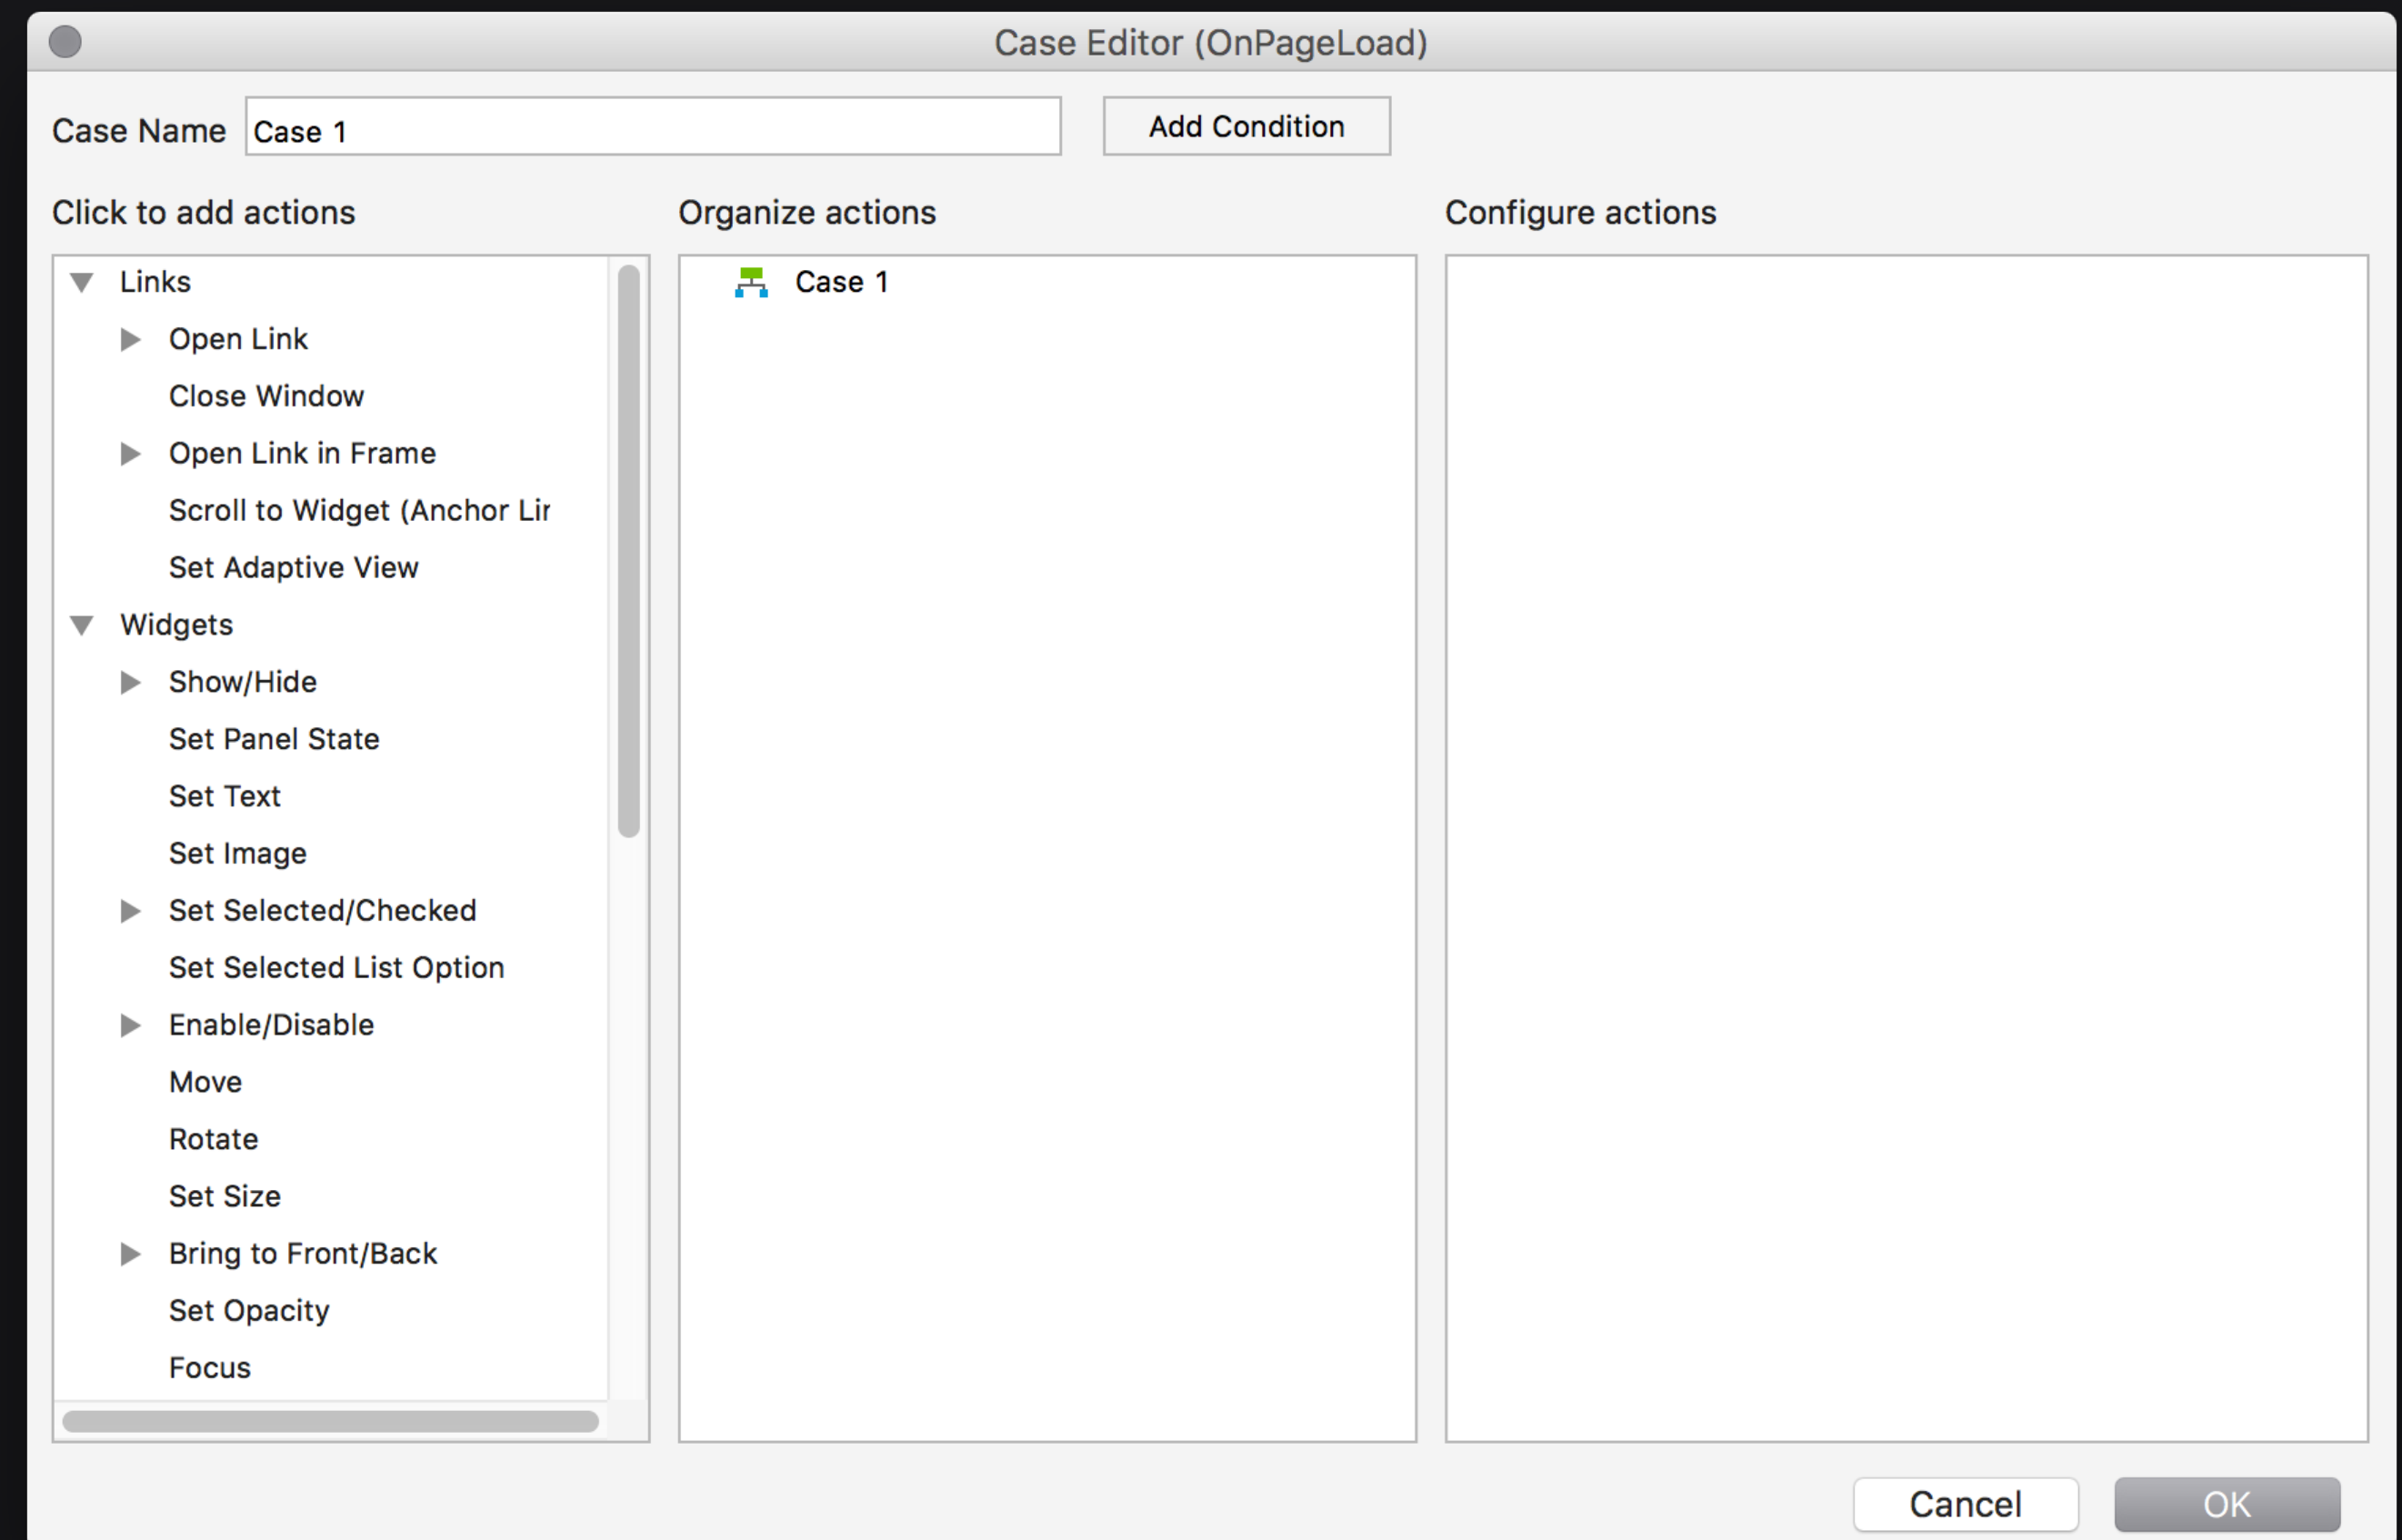 Case Editor (OnPageLoad)
Case Name
Case 1
Add Condition
Click to add actions
Organize actions
Configure actions
Links
Open Link
Close Window
Open Link in Frame
Scroll to Widget (Anchor Lin
Set Adaptive View
Widgets
Show/Hide
Set Panel State
Set Text
Set Image
Set Selected/Checked
Set Selected List Option
Enable/Disable
Move
Rotate
Set Size
Bring to Front/Back
Set Opacity
Focus
Case 1
Cancel
OK